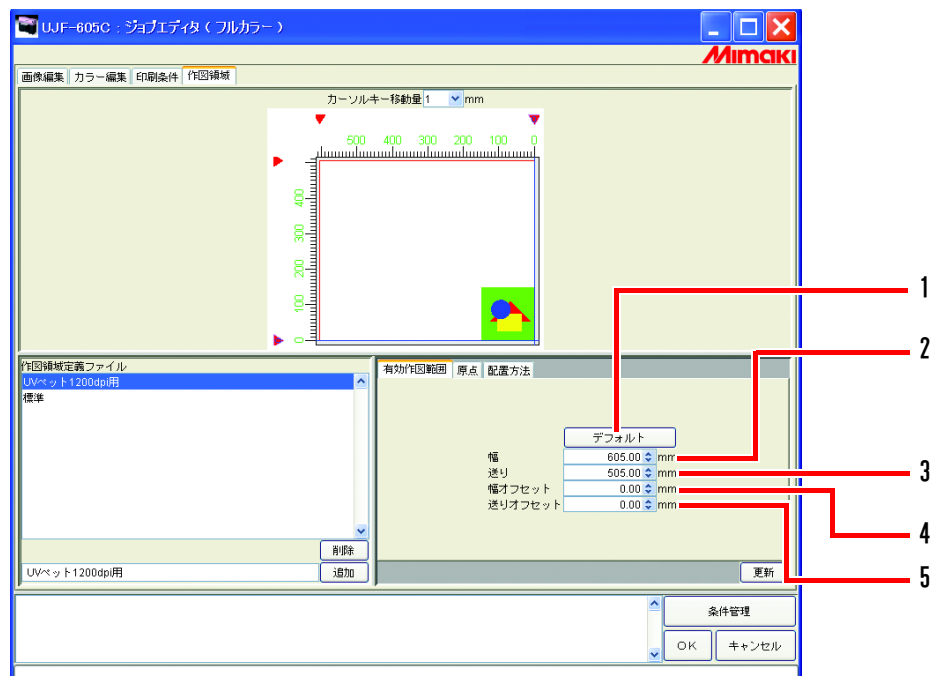 UJF-605C : ジョブエディタ ( フルカラー )
Mimaki
画像編集 カラー編集 印刷条件 作図領域
カーソルキー移動量 1 mm
500 400 300 200 100 0
400
300
200
100
0
1
2
作図領域定義ファイル
有効作図範囲 原点 配置方法
UVペット1200dpi用
標準
デフォルト
幅 605.00 mm
送り 505.00 mm
3
幅オフセット 0.00 mm
送りオフセット 0.00 mm
4
削除
5
UVペット1200dpi用 追加
更新
条件管理
OK キャンセル